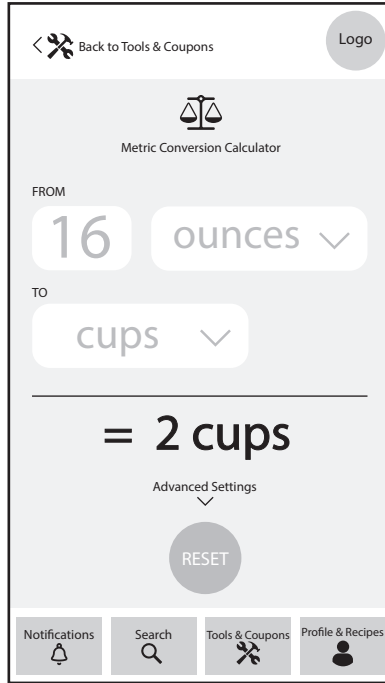 Back to Tools & Coupons
Logo
Metric Conversion Calculator
FROM
16 ounces
TO
cups
= 2 cups
Advanced Settings
RESET
Notifications Search Tools & Coupons Profile & Recipes